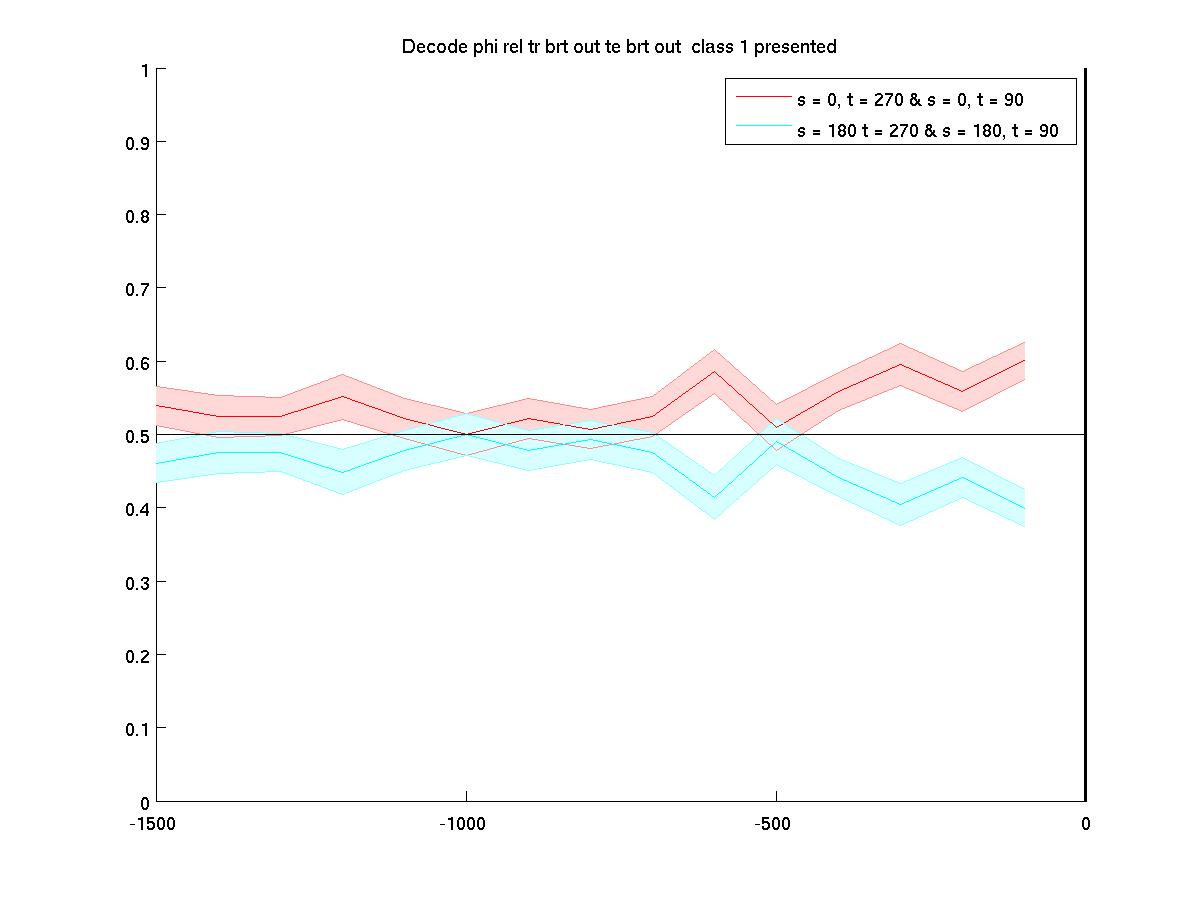 Decode phi rel tr brt out te brt out  class 1 presented
s = 0, t = 270 & s = 0, t = 90
s = 180 t = 270 & s = 180, t = 90
1
0.9
0.8
0.7
0.6
0.5
0.4
0.3
0.2
0.1
0
-1500 -1000 -500 0